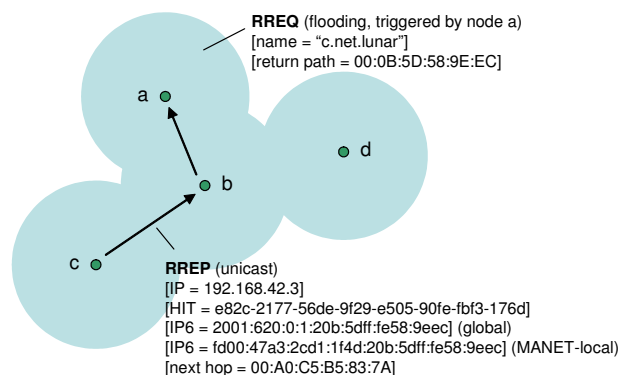 RREQ (flooding, triggered by node a)
[name = “c.net.lunar”]
[return path = 00:0B:5D:58:9E:EC]
a
d
b
c
RREP (unicast)
[IP = 192.168.42.3]
[HIT = e82c-2177-56de-9f29-e505-90fe-fbf3-176d]
[IP6 = 2001:620:0:1:20b:5dff:fe58:9eec] (global)
[IP6 = fd00:47a3:2cd1:1f4d:20b:5dff:fe58:9eec] (MANET-local)
[next hop = 00:A0:C5:B5:83:7A]